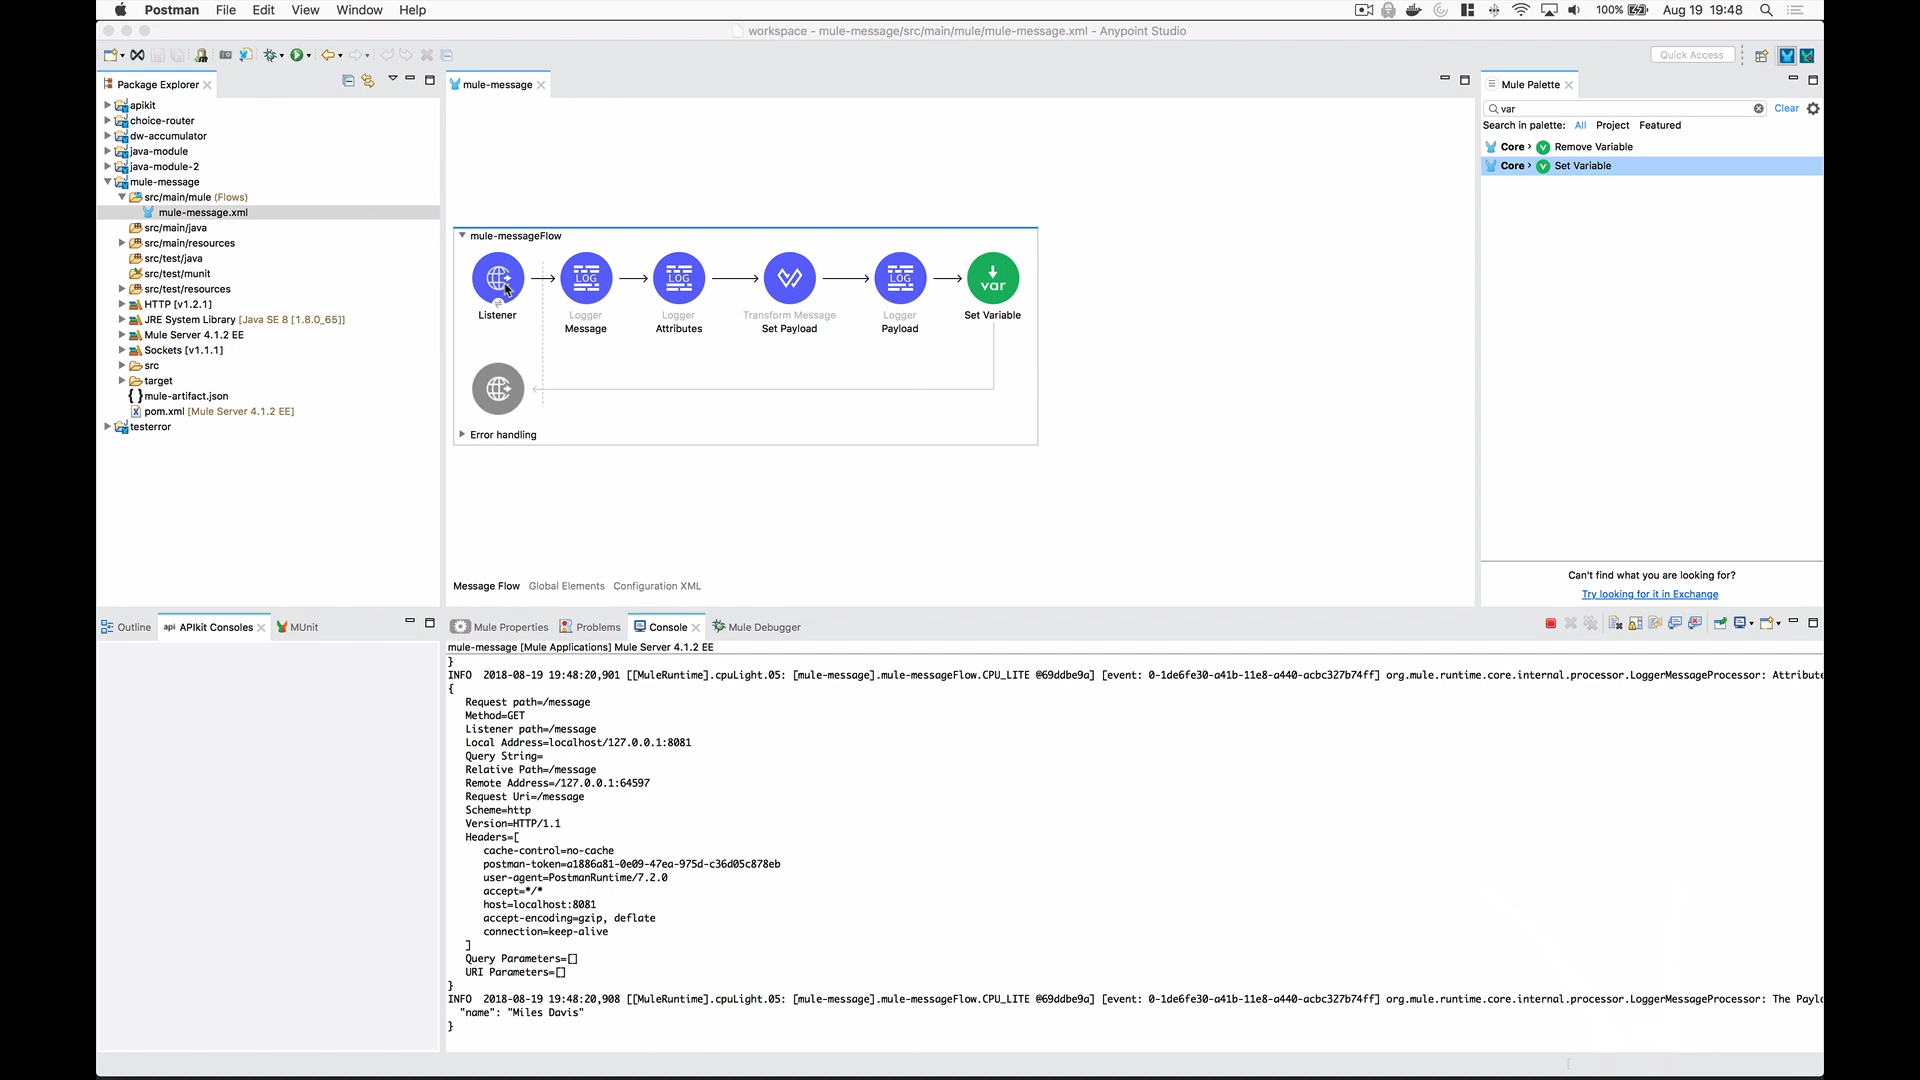 Postman File Edit View Window Help 100% Aug 19 19:48
workspace - mule-message/src/main/mule/mule-message.xml - Anypoint Studio
Quick Access
Package Explorer
mule-message
Mule Palette
apikit
choice-router
dw-accumulator
java-module
java-module-2
mule-message
src/main/mule (Flows)
mule-message.xml
src/main/java
src/main/resources
src/test/java
src/test/munit
src/test/resources
HTTP [v1.2.1]
JRE System Library [Java SE 8 [1.8.0_65]]
Mule Server 4.1.2 EE
Sockets [v1.1.1]
src
target
mule-artifact.json
pom.xml [Mule Server 4.1.2 EE]
testerror
mule-messageFlow
LOG LOG LOG var
Listener Logger Logger Transform Message Logger Set Variable
Message Attributes Set Payload Payload
Error handling
Message Flow Global Elements Configuration XML
var Clear
Search in palette: All Project Featured
Core › Remove Variable
Core › Set Variable
Can't find what you are looking for?
Try looking for it in Exchange
Outline api APIkit Consoles MUnit
Mule Properties Problems Console Mule Debugger
mule-message [Mule Applications] Mule Server 4.1.2 EE
}
INFO 2018-08-19 19:48:20,901 [[MuleRuntime].cpuLight.05: [mule-message].mule-messageFlow.CPU_LITE @69ddbe9a] [event: 0-1de6fe30-a41b-11e8-a440-acbc327b74ff] org.mule.runtime.core.internal.processor.LoggerMessageProcessor: Attribute
{
Request path=/message
Method=GET
Listener path=/message
Local Address=localhost/127.0.0.1:8081
Query String=
Relative Path=/message
Remote Address=/127.0.0.1:64597
Request Uri=/message
Scheme=http
Version=HTTP/1.1
Headers=[
cache-control=no-cache
postman-token=a1886a81-0e09-47ea-975d-c36d05c878eb
user-agent=PostmanRuntime/7.2.0
accept=*/*
host=localhost:8081
accept-encoding=gzip, deflate
connection=keep-alive
]
Query Parameters=[]
URI Parameters=[]
}
INFO 2018-08-19 19:48:20,908 [[MuleRuntime].cpuLight.05: [mule-message].mule-messageFlow.CPU_LITE @69ddbe9a] [event: 0-1de6fe30-a41b-11e8-a440-acbc327b74ff] org.mule.runtime.core.internal.processor.LoggerMessageProcessor: The Paylo
"name": "Miles Davis"
}